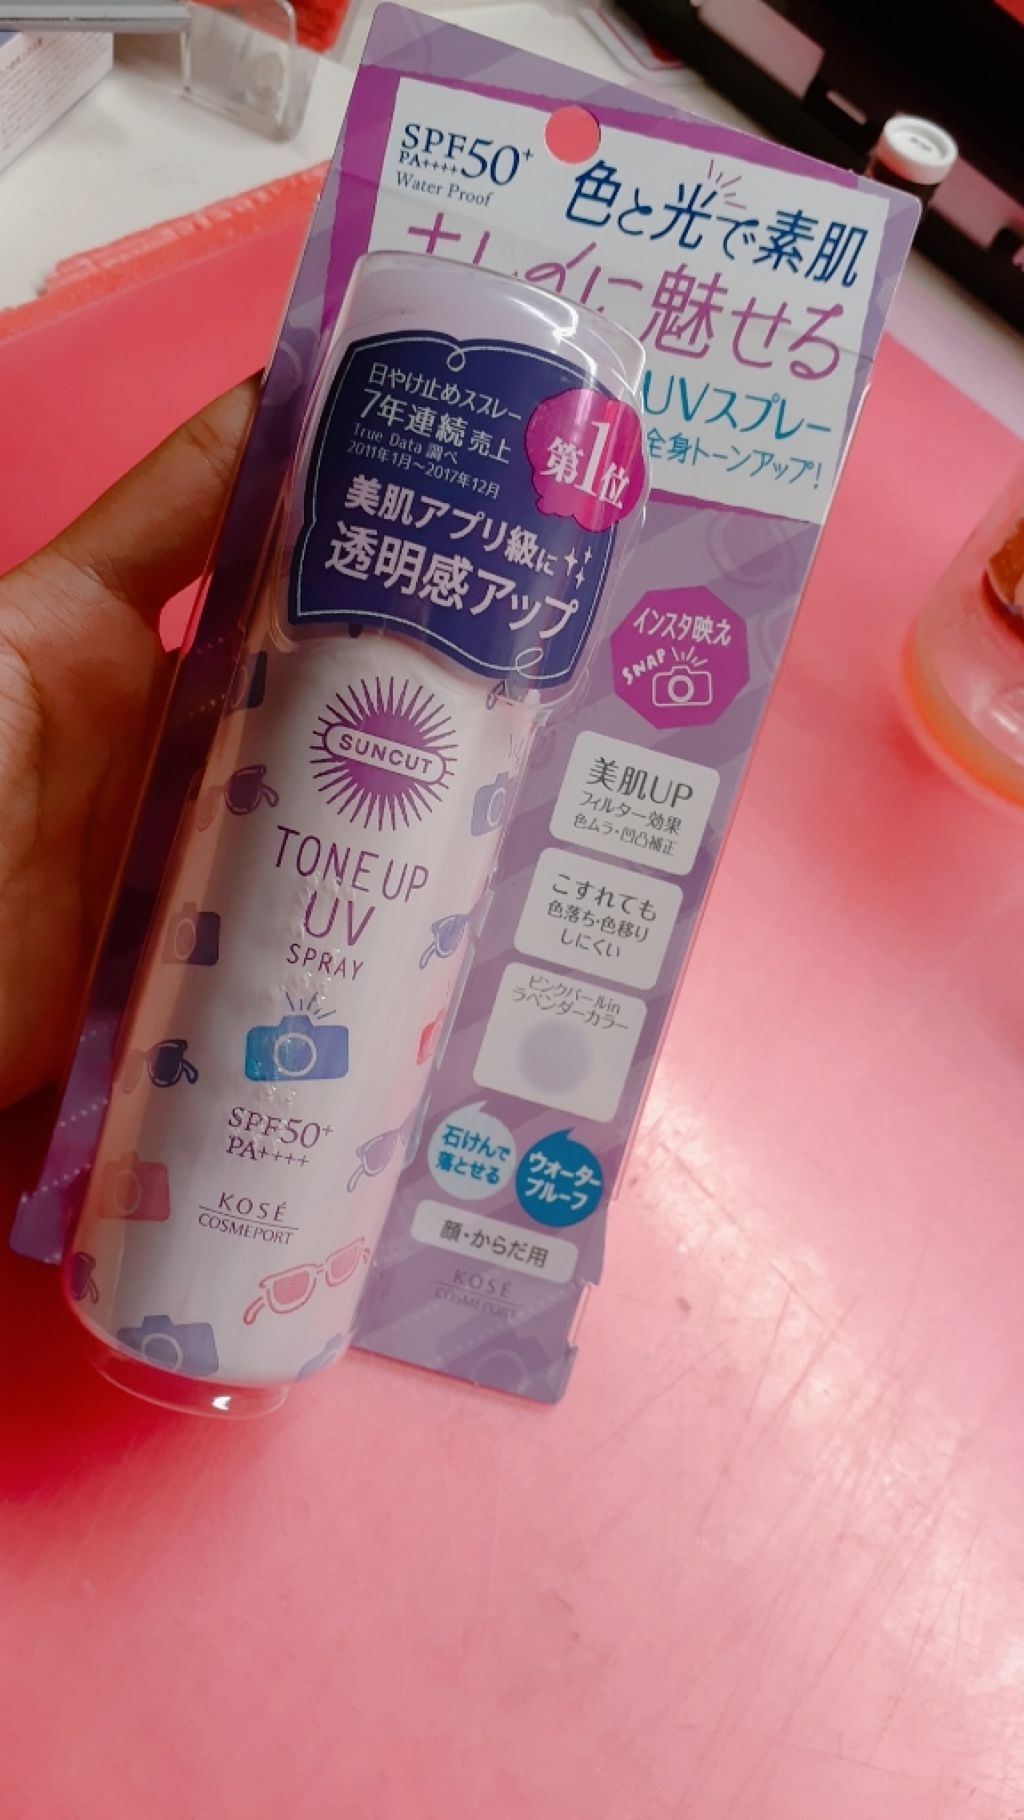 SPF50+
PA++++
Water Proof
色と光で素肌
キレイに魅せる
UVスプレー
全身トーンアップ!
日やけ止めスプレー
7年連続売上
True Data 調べ
2011年1月〜2017年12月
第1位
美肌アプリ級に
透明感アップ
インスタ映え
SNAP
SUNCUT
TONE UP
UV
SPRAY
SPF50+
PA++++
KOSÉ
COSMEPORT
美肌UP
フィルター効果
色ムラ・凹凸補正
こすれても
色落ち・色移り
しにくい
ピンクパールin
ラベンダーカラー
石けんで
落とせる
ウォーター
プルーフ
顔・からだ用
KOSÉ
COSMEPORT